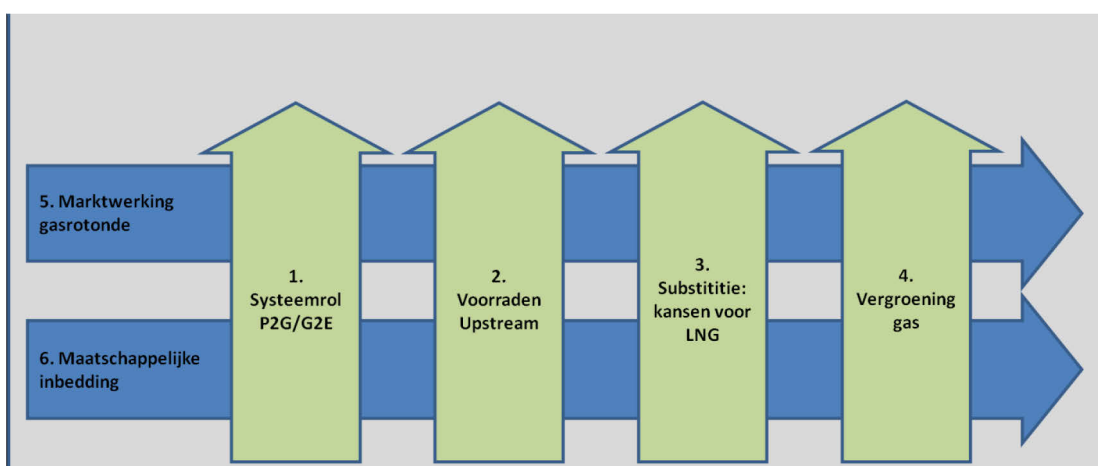 5. Marktwerking
gasrotonde
1.
Systeemrol
P2G/G2E
2.
Voorraden
Upstream
3.
Substititie:
kansen voor
LNG
4.
Vergroening
gas
6. Maatschappelijke
inbedding